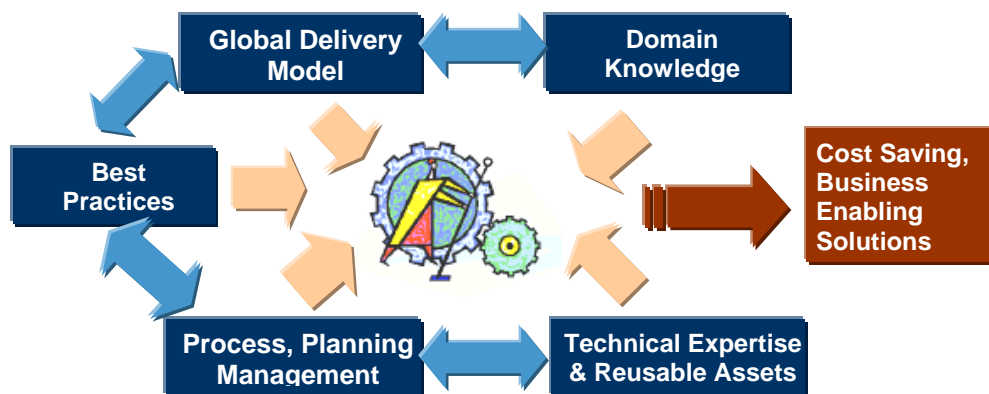 Global Delivery
Model
Domain
Knowledge
Best
Practices
Cost Saving,
Business
Enabling
Solutions
Process, Planning
Management
Technical Expertise
& Reusable Assets